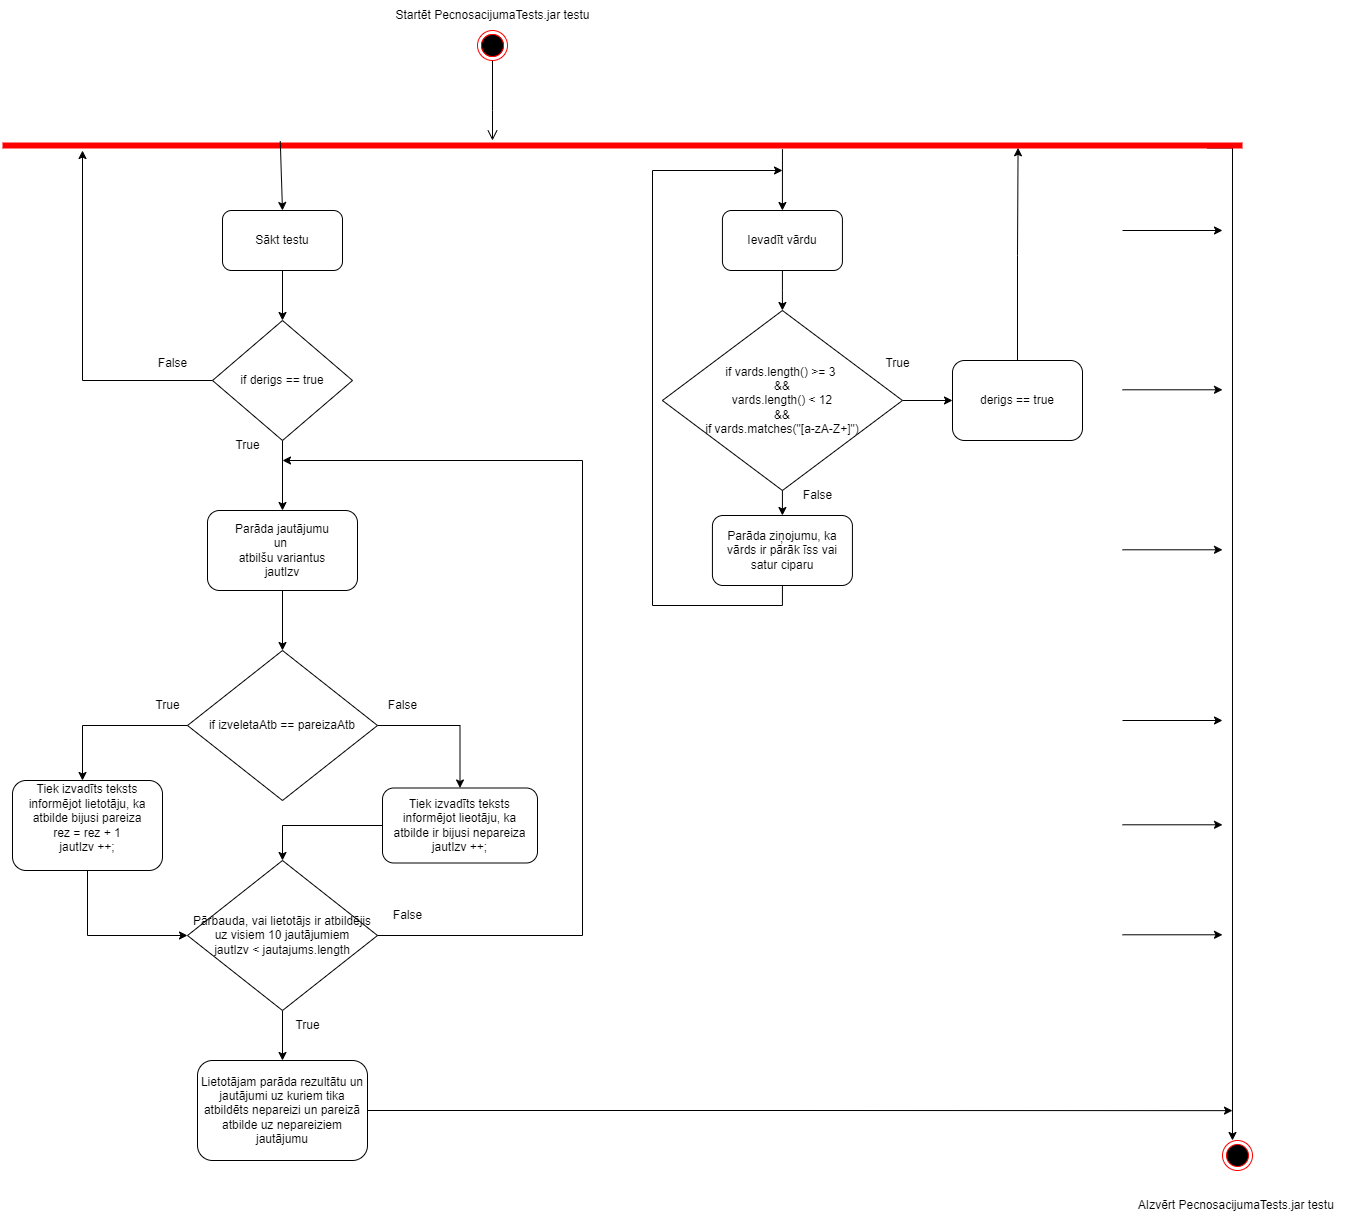 Startēt PecnosacijumaTests.jar testu
Sākt testu
Ievadīt vārdu
False
if derigs == true
True
if vards.length() >= 3
&&
vards.length() < 12
&&
if vards.matches("[a-zA-Z+]")
True
derigs == true
False
Parāda ziņojumu, ka
vārds ir pārāk īss vai
satur ciparu
Parāda jautājumu
un
atbilšu variantus
jautIzv
True
if izveletaAtb == pareizaAtb
False
Tiek izvadīts teksts
informējot lietotāju, ka
atbilde bijusi pareiza
rez = rez + 1
jautIzv ++;
Tiek izvadīts teksts
informējot lieotāju, ka
atbilde ir bijusi nepareiza
jautIzv ++;
Pārbauda, vai lietotājs ir atbildējis
uz visiem 10 jautājumiem
jautIzv < jautajums.length
False
True
Lietotājam parāda rezultātu un
jautājumi uz kuriem tika
atbildēts nepareizi un pareizā
atbilde uz nepareiziem
jautājumu
AIzvērt PecnosacijumaTests.jar testu